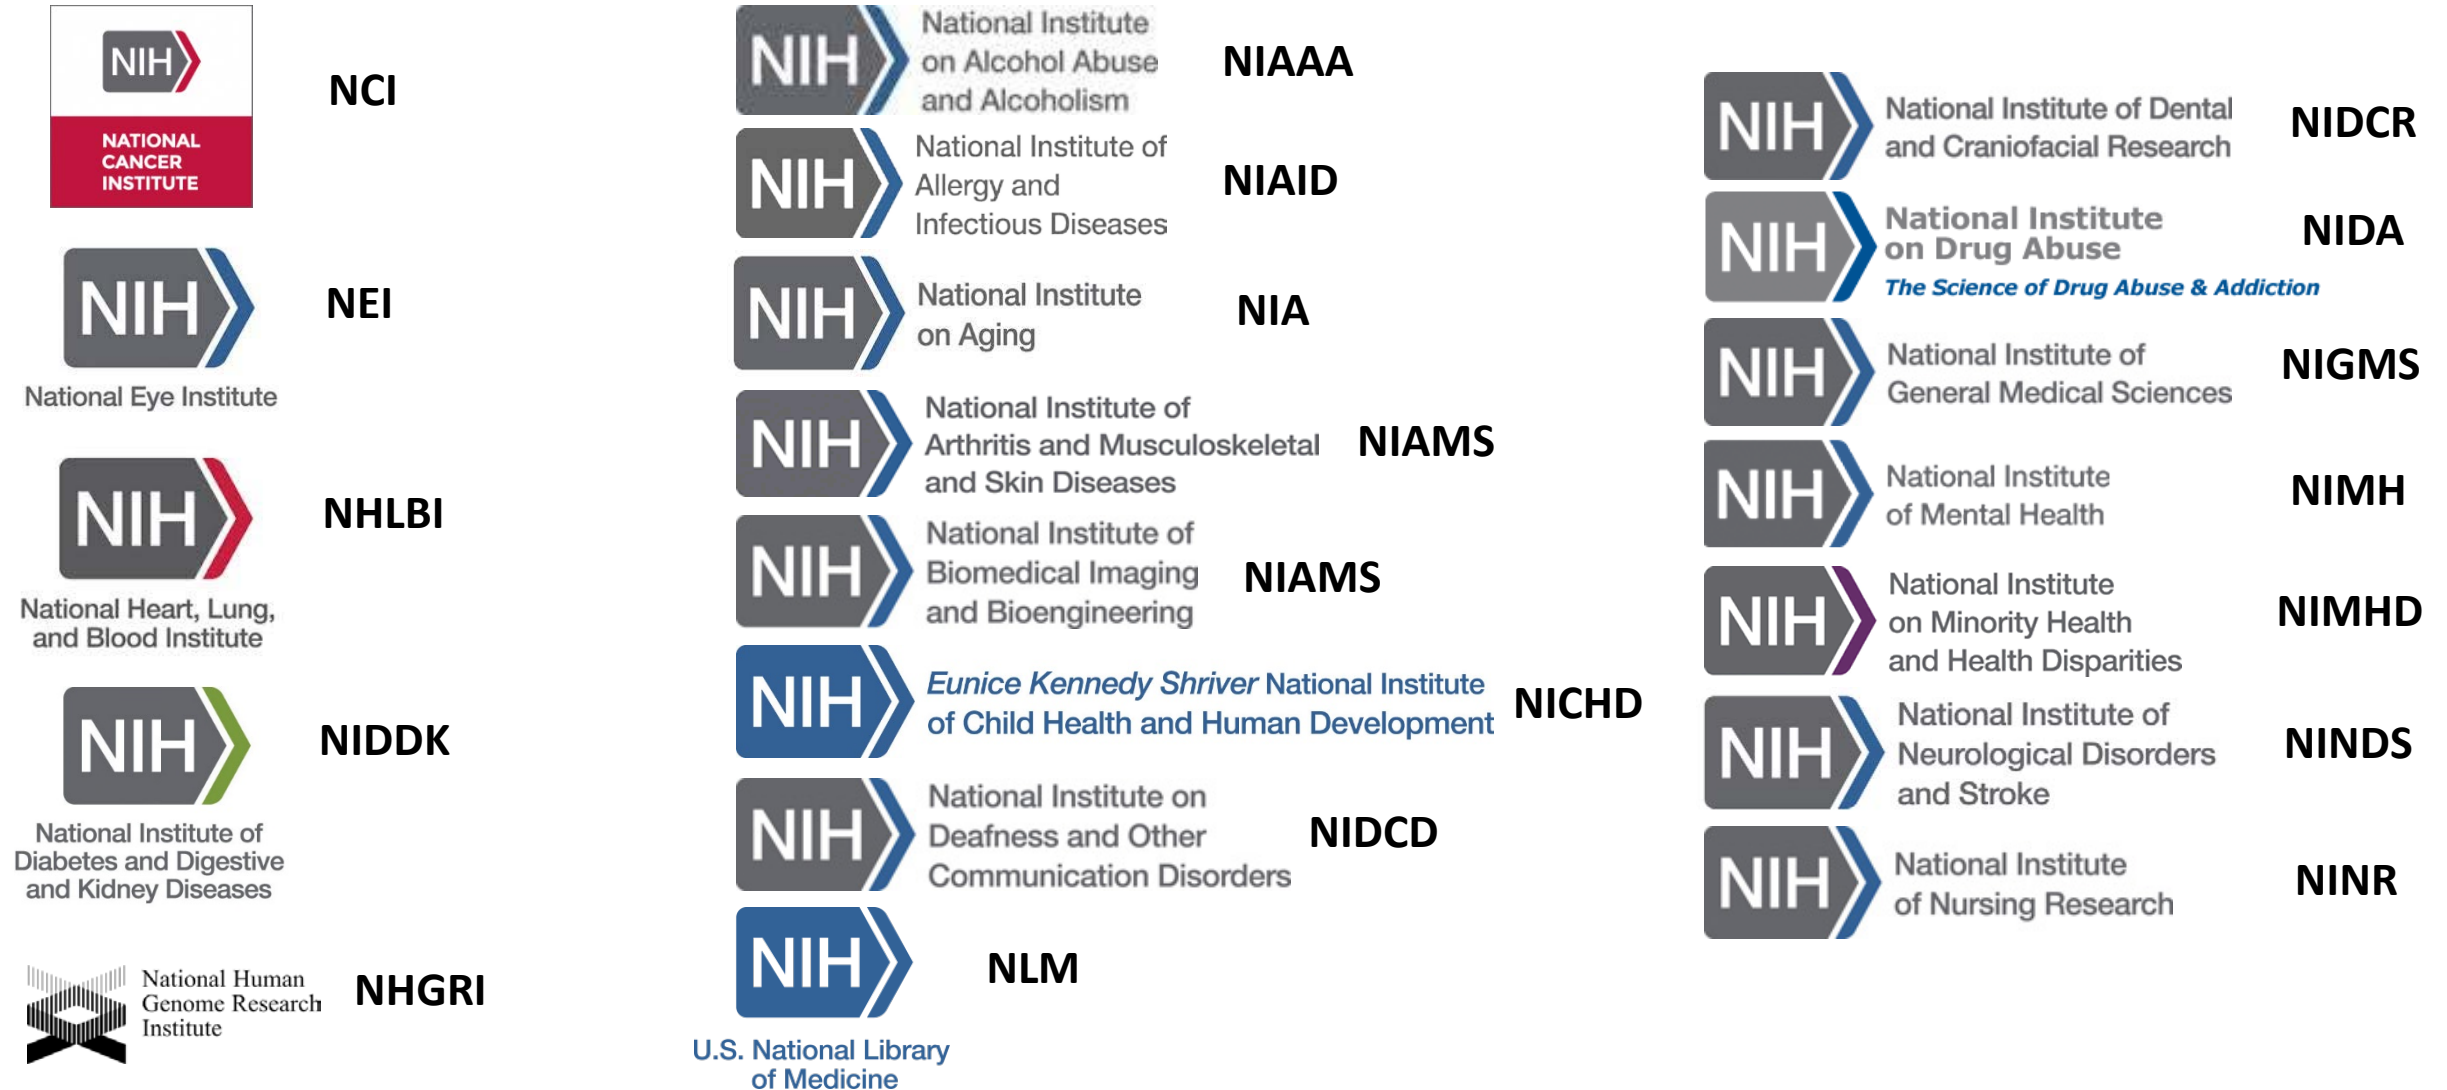 NIH
NATIONAL
CANCER
INSTITUTE
NCI
NIH
National Eye Institute
NEI
NIH
National Heart, Lung,
and Blood Institute
NHLBI
NIH
National Institute of
Diabetes and Digestive
and Kidney Diseases
NIDDK
National Human
Genome Research
Institute
NHGRI
NIH
National Institute
on Alcohol Abuse
and Alcoholism
NIAAA
NIH
National Institute of
Allergy and
Infectious Diseases
NIAID
NIH
National Institute
on Aging
NIA
NIH
National Institute of
Arthritis and Musculoskeletal
and Skin Diseases
NIAMS
NIH
National Institute of
Biomedical Imaging
and Bioengineering
NIAMS
NIH
Eunice Kennedy Shriver National Institute
of Child Health and Human Development
NICHD
NIH
National Institute on
Deafness and Other
Communication Disorders
NIDCD
NIH
U.S. National Library
of Medicine
NLM
NIH
National Institute of Dental
and Craniofacial Research
NIDCR
NIH
National Institute
on Drug Abuse
The Science of Drug Abuse & Addiction
NIDA
NIH
National Institute of
General Medical Sciences
NIGMS
NIH
National Institute
of Mental Health
NIMH
NIH
National Institute
on Minority Health
and Health Disparities
NIMHD
NIH
National Institute of
Neurological Disorders
and Stroke
NINDS
NIH
National Institute
of Nursing Research
NINR